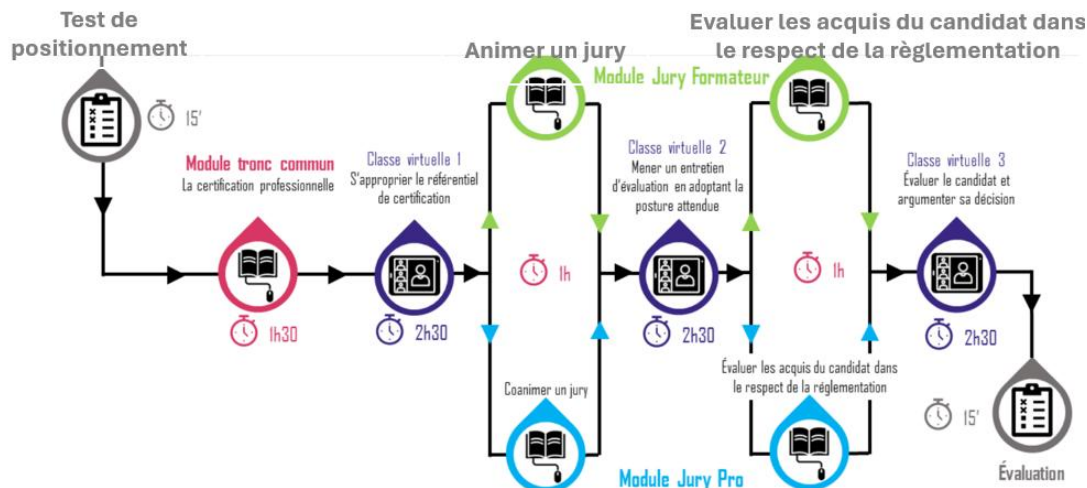 Test de
positionnement
15'
Module tronc commun
La certification professionnelle
1h30
Classe virtuelle 1
S'approprier le référentiel
de certification
2h30
Animer un jury
Module Jury Formateur
1h
Coanimer un jury
Classe virtuelle 2
Mener un entretien
d'évaluation en adoptant la
posture attendue
2h30
Evaluer les acquis du candidat dans
le respect de la règlementation
1h
Évaluer les acquis du candidat dans
le respect de la réglementation
Module Jury Pro
Classe virtuelle 3
Évaluer le candidat et
argumenter sa décision
2h30
15'
Évaluation